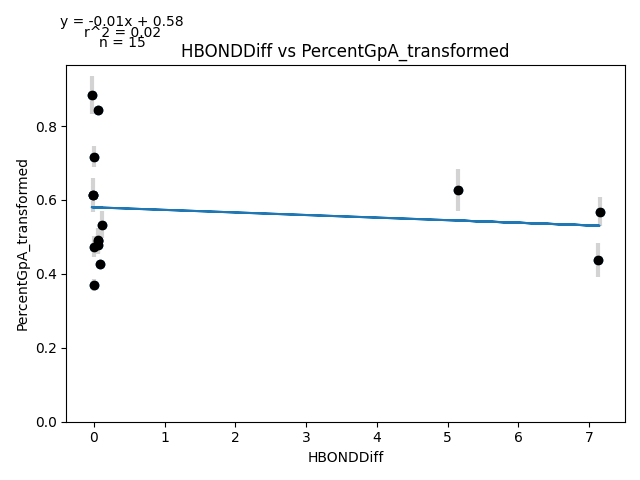 y = -0.01x + 0.58
r^2 = 0.02
n = 15
HBONDDiff vs PercentGpA_transformed
PercentGpA_transformed
0.8
0.6
0.4
0.2
0.0
0 1 2 3 4 5 6 7
HBONDDiff